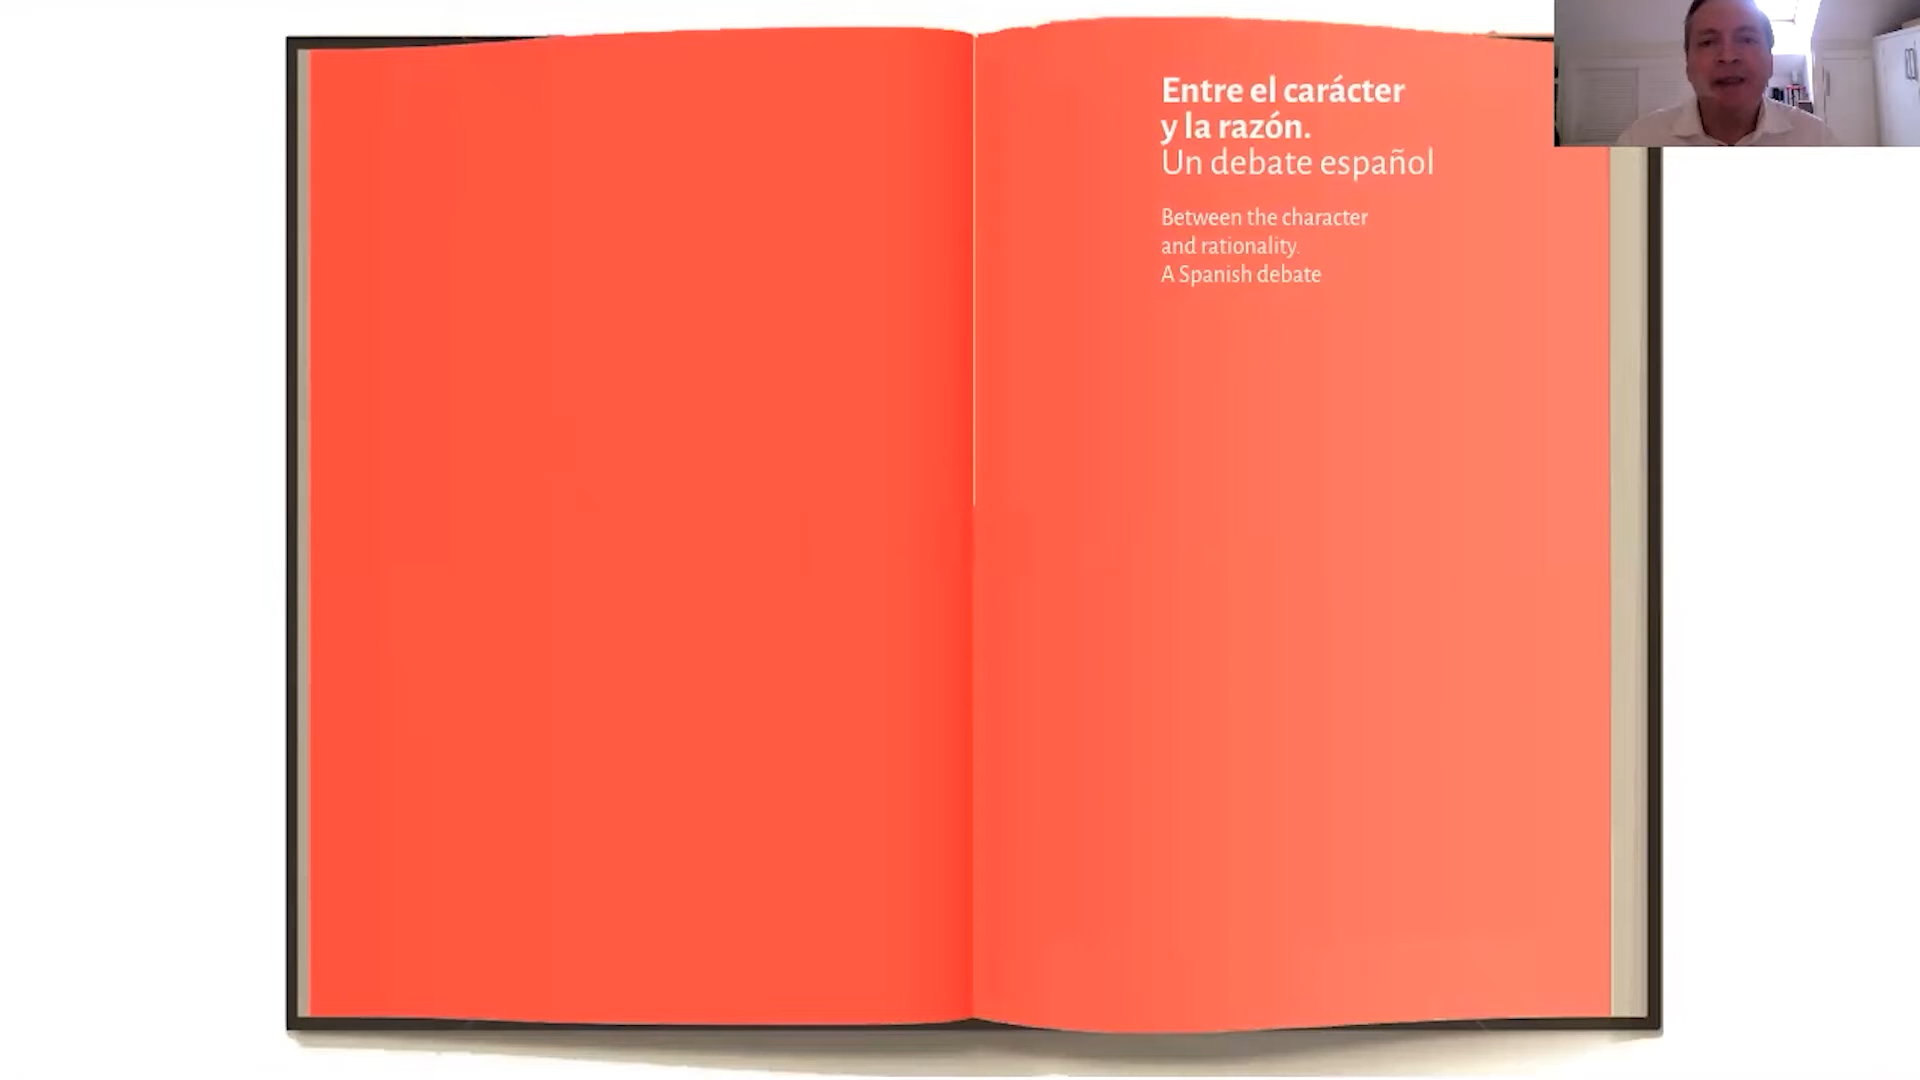 Entre el carácter
y la razón.
Un debate español
Between the character
and rationality.
A Spanish debate